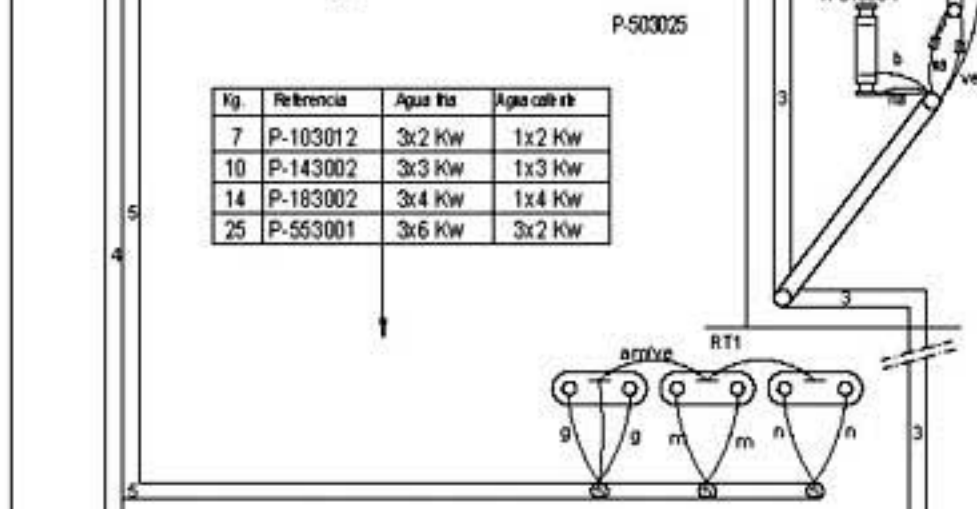 P-503025
Kg. Referencia Agua fria Agua caliente
7 P-103012 3x2 Kw 1x2 Kw
10 P-143002 3x3 Kw 1x3 Kw
14 P-183002 3x4 Kw 1x4 Kw
25 P-553001 3x6 Kw 3x2 Kw
b
3
5
4
3
RT1
am/ve
g g m m n n
3
5